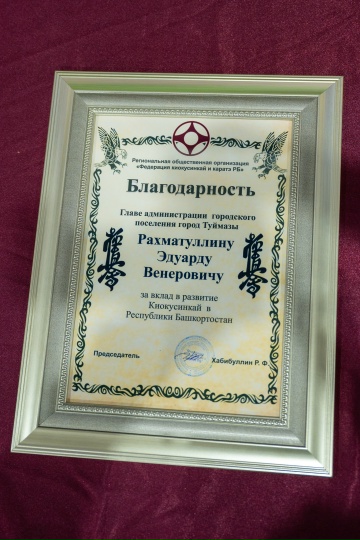 Региональная общественная организация
«Федерация киокусинкай и каратэ РБ»
Благодарность
Главе администрации городского
поселения город Туймазы
Рахматуллину
Эдуарду
Венеровичу
за вклад в развитие
Киокусинкай в
Республики Башкортостан
Председатель
Хабибуллин Р. Ф.